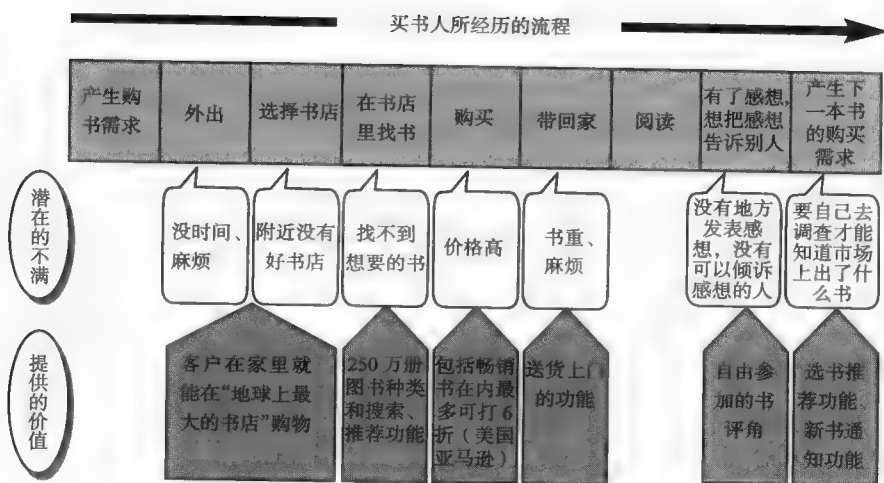 买书人所经历的流程
产生购
书需求
外出
选择书店
在书店
里找书
购买
带回家
阅读
有了感想，
想把感想
告诉别人
产生下
一本书
的购买
需求
潜在的不满
没时间、
麻烦
附近没有
好书店
找不到
想要的书
价格高
书重、
麻烦
没有地方
发表感
想，没有
可以倾诉
感想的人
要自己去
调查才能
知道市场
上出了什
么书
提供的价值
客户在家里就
能在“地球上最
大的书店”购物
250 万册
图书种类
和搜索、
推荐功能
包括畅销
书在内最
多可打 6
折（美国
亚马逊）
送货上门
的功能
自由参
加的书
评角
选书推
荐功能、
新书通
知功能